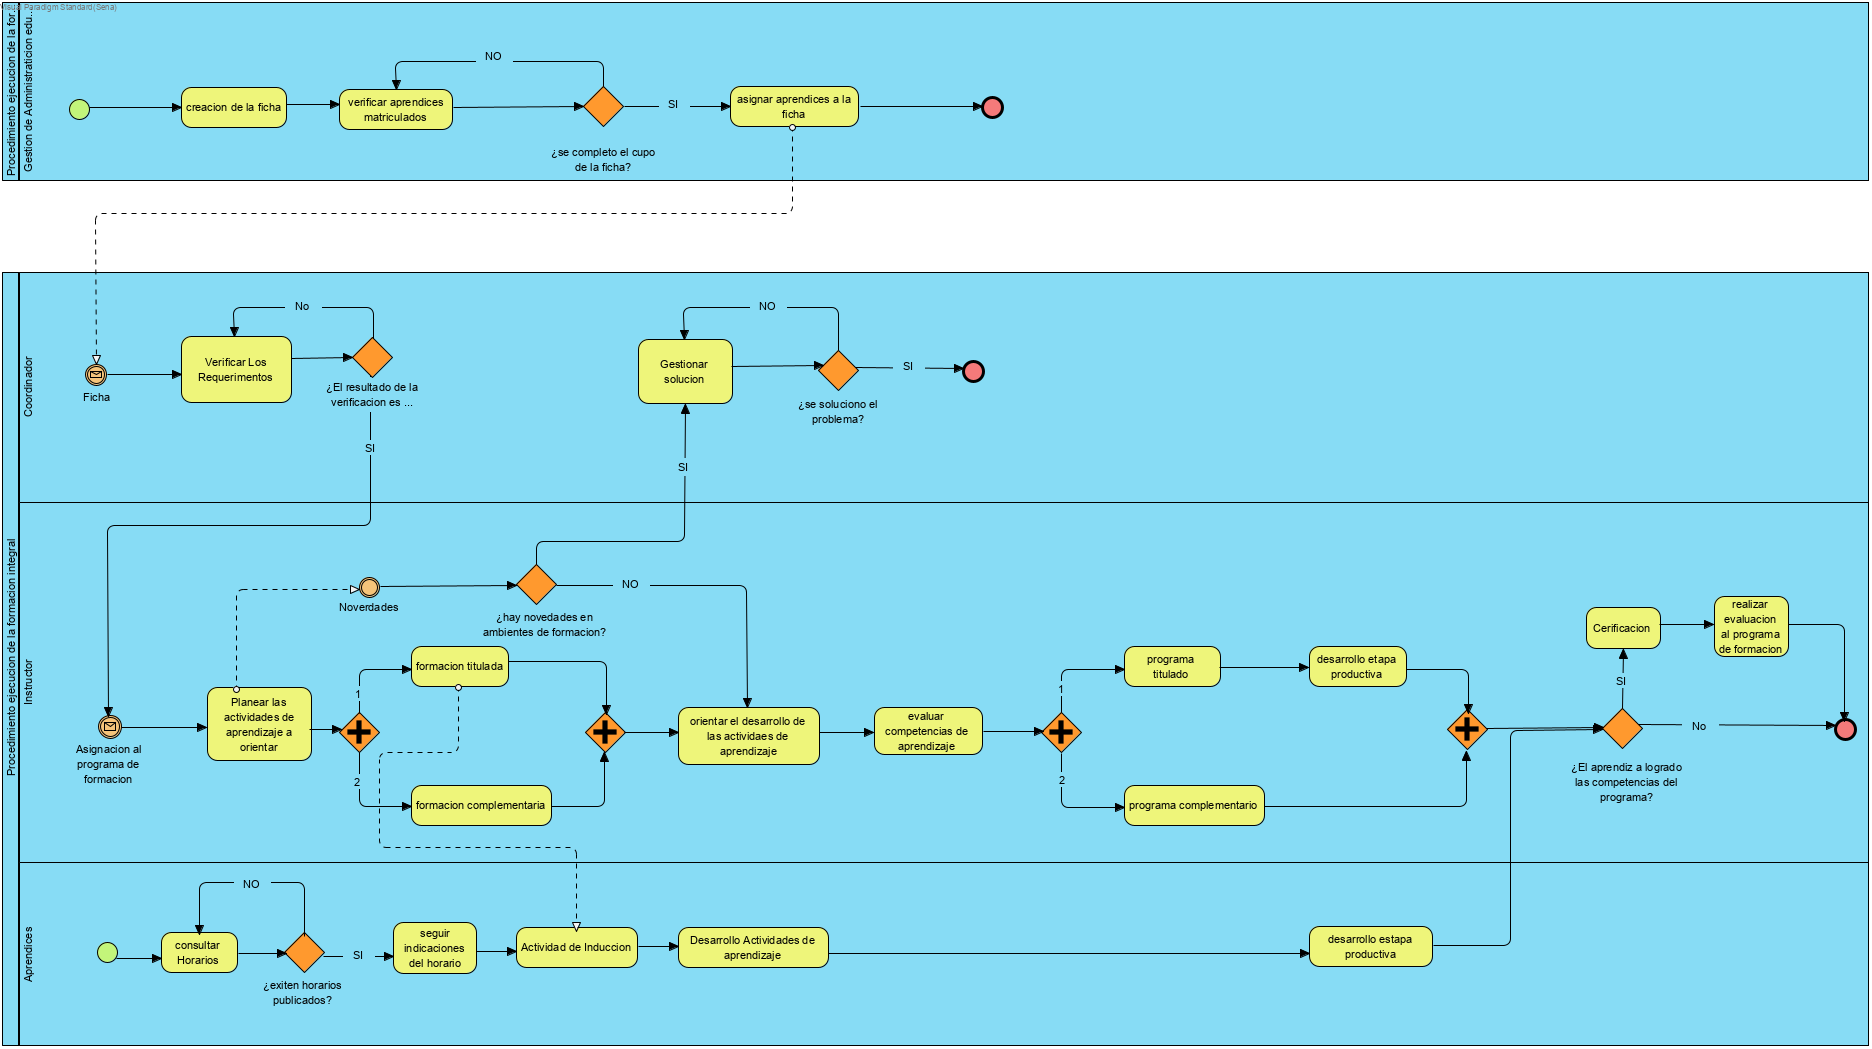 Visual Paradigm Standard(Sena)
Procedimiento ejecucion de la for...
Gestion de Administraticion edu...
NO
creacion de la ficha
verificar aprendices
matriculados
SI
asignar aprendices a la
ficha
¿se completo el cupo
de la ficha?
Procedimiento ejecucion de la formacion integral
Coordinador
No
NO
Verificar Los
Requerimentos
Gestionar
solucion
SI
Ficha
¿El resultado de la
verificacion es ...
¿se soluciono el
problema?
SI
SI
Instructor
NO
Noverdades
¿hay novedades en
ambientes de formacion?
realizar
evaluacion
al programa
de formacion
Cerificacion
formacion titulada
programa
titulado
desarrollo etapa
productiva
SI
1
1
Planear las
actividades de
aprendizaje a
orientar
orientar el desarrollo de
las activdaes de
aprendizaje
evaluar
competencias de
aprendizaje
No
Asignacion al
programa de
formacion
2
2
¿El aprendiz a logrado
las competencias del
programa?
formacion complementaria
programa complementario
Aprendices
NO
consultar
Horarios
SI
seguir
indicaciones
del horario
Actividad de Induccion
Desarrollo Actividades de
aprendizaje
desarrollo estapa
productiva
¿exiten horarios
publicados?